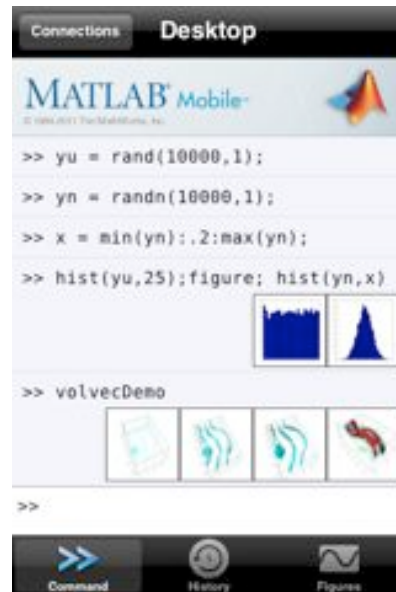 Connections Desktop
MATLAB® Mobile™
>> yu = rand(10000,1);
>> yn = randn(10000,1);
>> x = min(yn):.2:max(yn);
>> hist(yu,25);figure; hist(yn,x)
>> volvecDemo
>>
Command History Figures